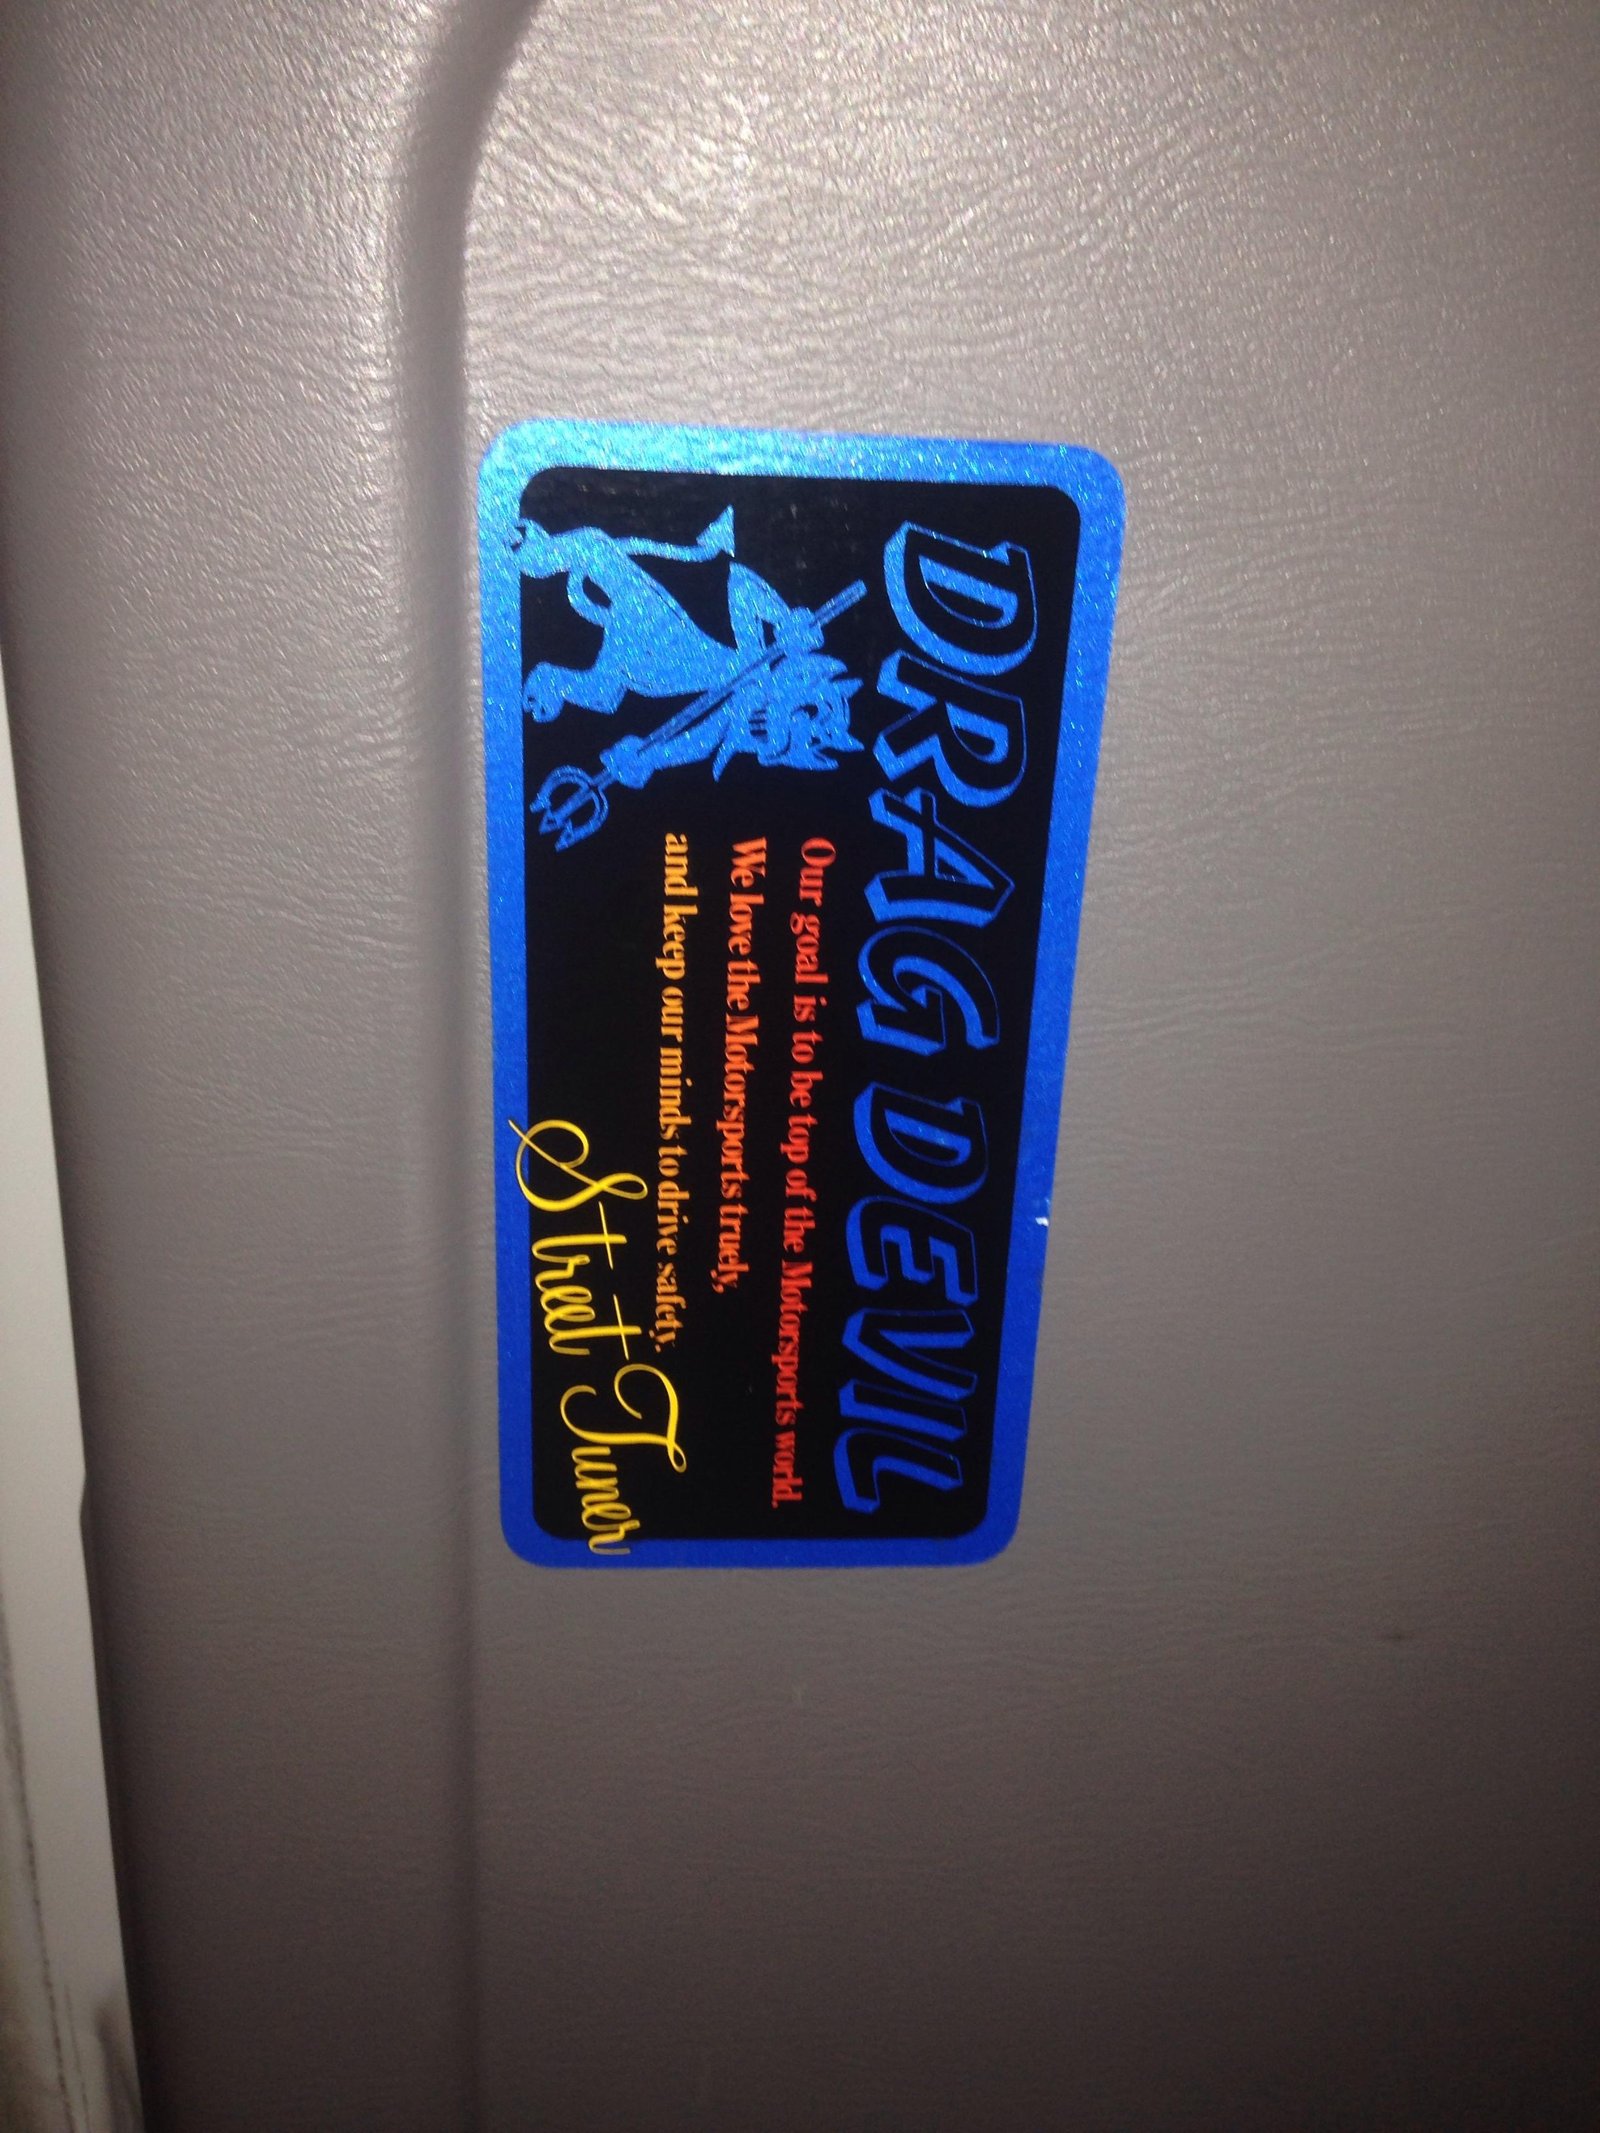 DRAG DEVIL
Our goal is to be top of the Motorsports world.
We love the Motorsports truely,
and keep our minds to drive safety.
Street Tuner